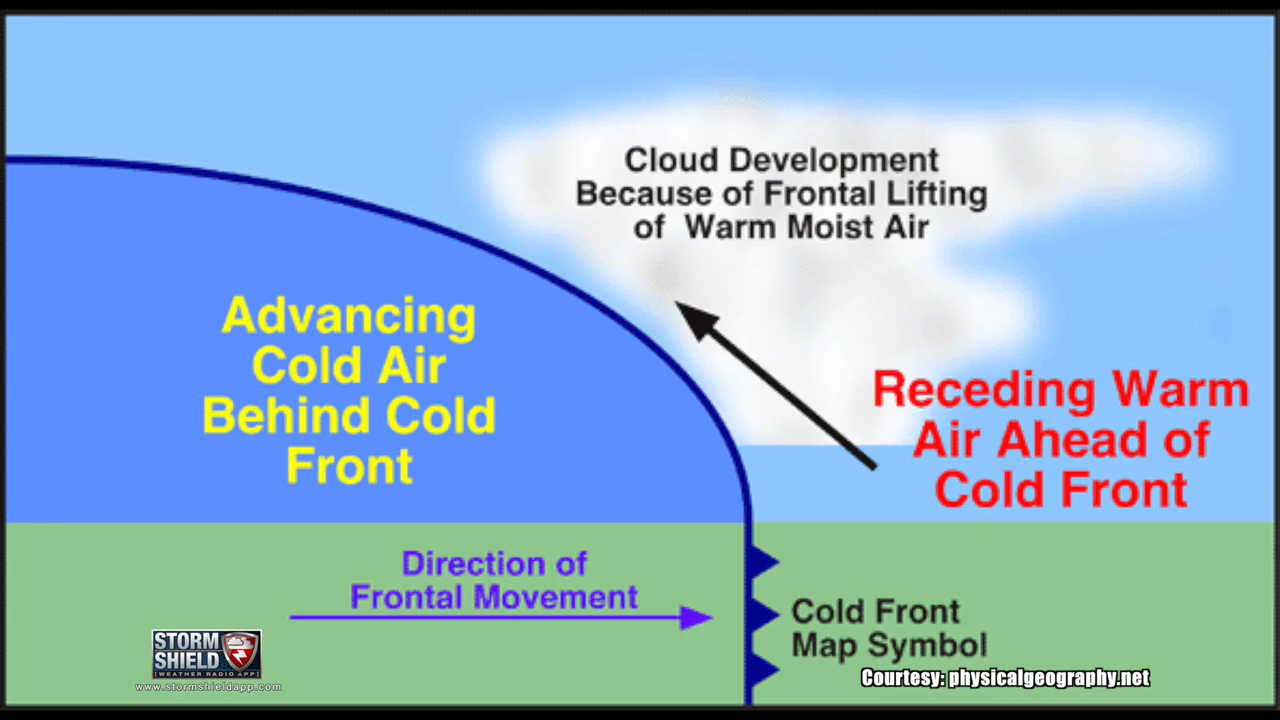 Cloud Development
Because of Frontal Lifting
of Warm Moist Air
Advancing
Cold Air
Behind Cold
Front
Receding Warm
Air Ahead of
Cold Front
Direction of
Frontal Movement
Cold Front
Map Symbol
STORM
SHIELD
[WEATHER RADIO APP]
www.stormshieldapp.com
Courtesy: physicalgeography.net